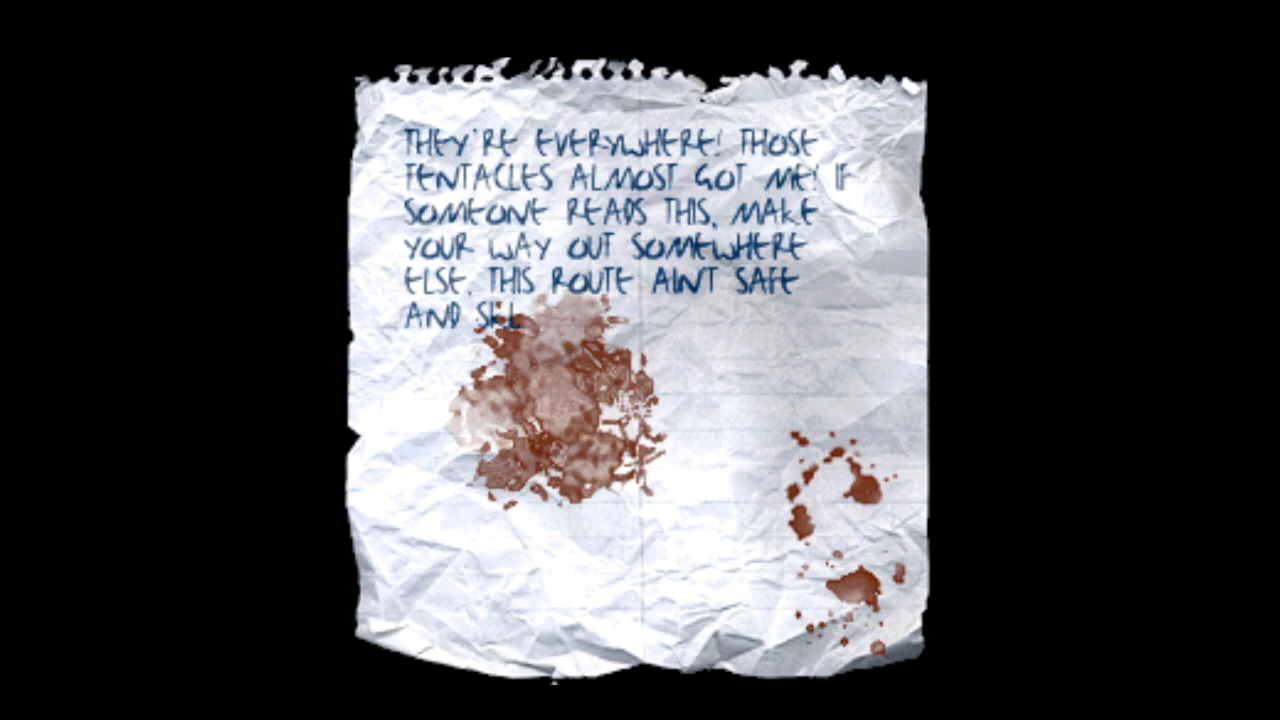 THEY'RE EVERYWHERE! THOSE
TENTACLES ALMOST GOT ME! IF
SOMEONE READS THIS, MAKE
YOUR WAY OUT SOMEWHERE
ELSE. THIS ROUTE AIN'T SAFE
AND